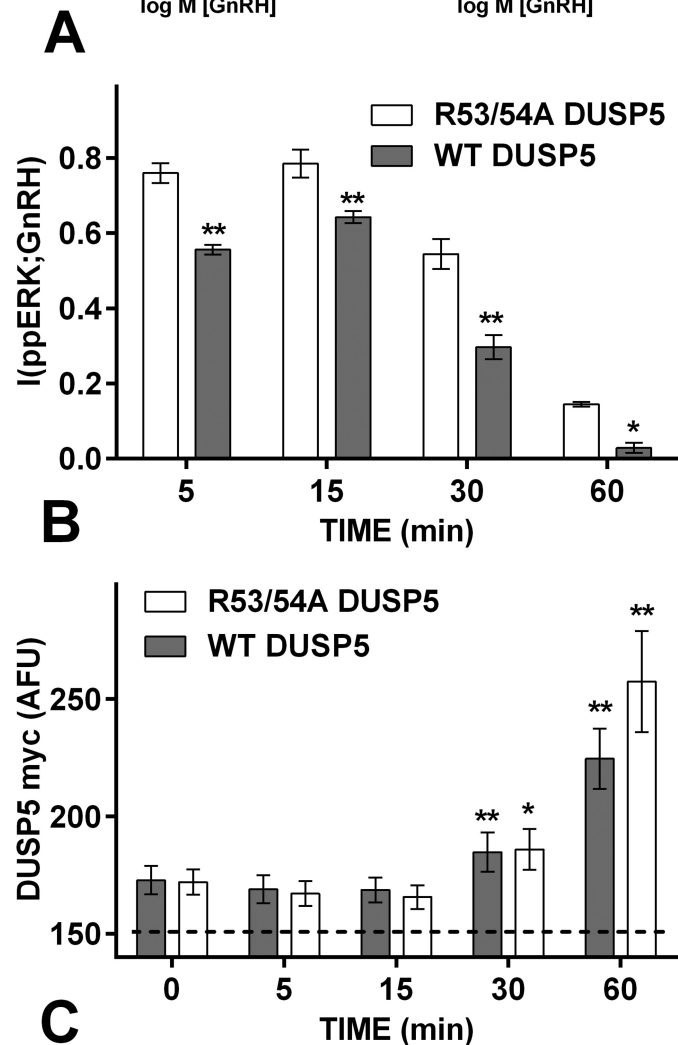 log M [GnRH] log M [GnRH]
A
R53/54A DUSP5
WT DUSP5
I(ppERK;GnRH)
0.8
0.6
0.4
0.2
0.0
** ** ** *
5 15 30 60
TIME (min)
B
R53/54A DUSP5
WT DUSP5
DUSP5 myc (AFU)
250
200
150
** * ** **
0 5 15 30 60
TIME (min)
C